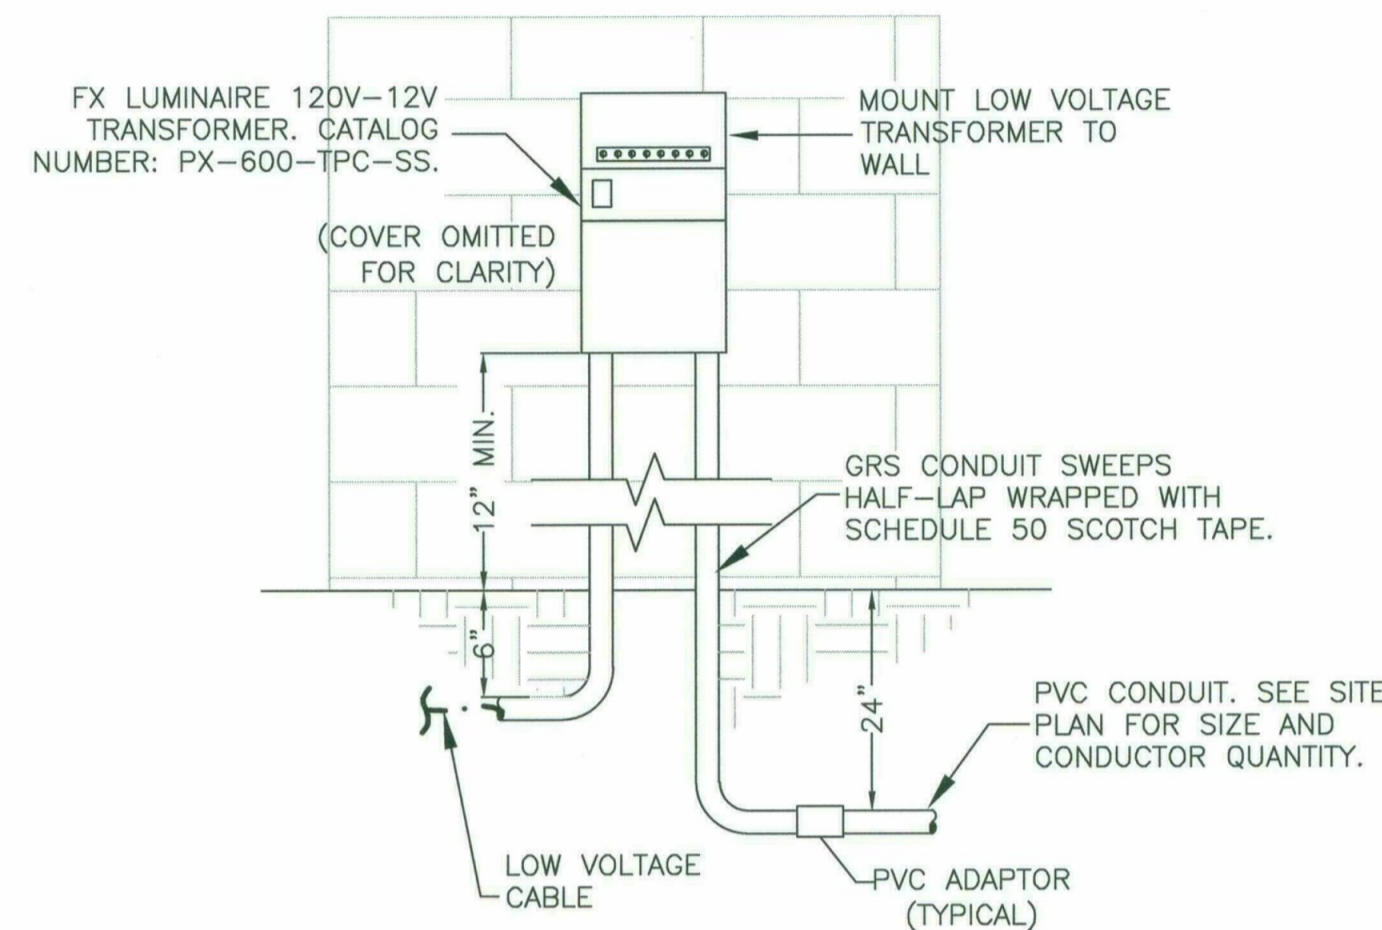 FX LUMINAIRE 120V-12V
TRANSFORMER. CATALOG
NUMBER: PX-600-TPC-SS.
(COVER OMITTED
FOR CLARITY)
MOUNT LOW VOLTAGE
TRANSFORMER TO
WALL
12" MIN.
GRS CONDUIT SWEEPS
HALF-LAP WRAPPED WITH
SCHEDULE 50 SCOTCH TAPE.
6"
24"
PVC CONDUIT. SEE SITE
PLAN FOR SIZE AND
CONDUCTOR QUANTITY.
LOW VOLTAGE
CABLE
PVC ADAPTOR
(TYPICAL)